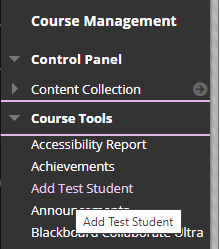 Course Management
Control Panel
Content Collection
Course Tools
Accessibility Report
Achievements
Add Test Student
Announcements
Add Test Student
Blackboard Collaborate Ultra